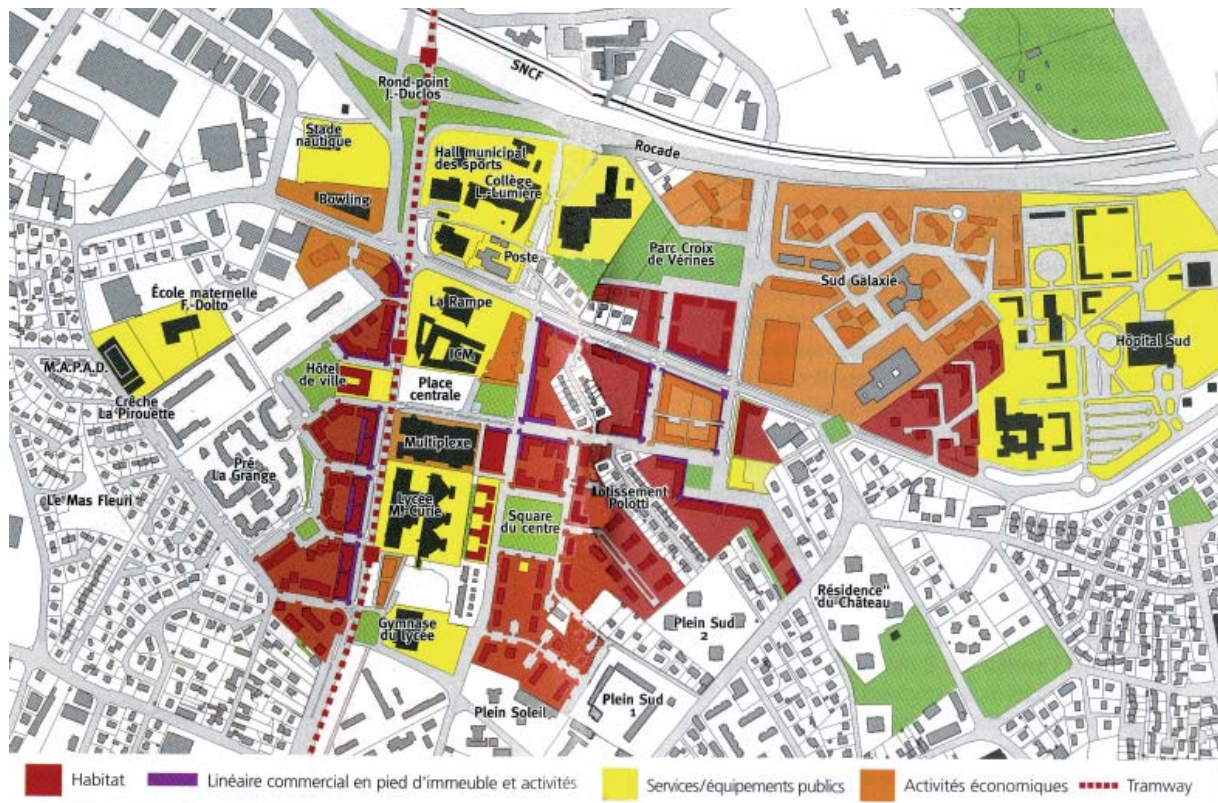 SNCF
Rond-point
J.-Duclos
Rocade
Stade
nautique
Hall municipal
des sports
Collège
L.-Lumière
Bowling
Poste
Parc Croix
de Vérines
Sud Galaxie
École maternelle
F.-Dolto
La Rampe
ICM
Hôpital Sud
M.A.P.A.D.
Hôtel
de ville
Place
centrale
Crèche
La Pirouette
Multiplexe
Pré
La Grange
Le Mas Fleuri
Lycée
M.-Curie
Lotissement
Polotti
Square
du centre
Résidence"
du Château
Gymnase
du lycée
Plein Sud
2
Plein Sud
1
Plein Soleil
Habitat
Linéaire commercial en pied d'immeuble et activités
Services/équipements publics
Activités économiques
Tramway